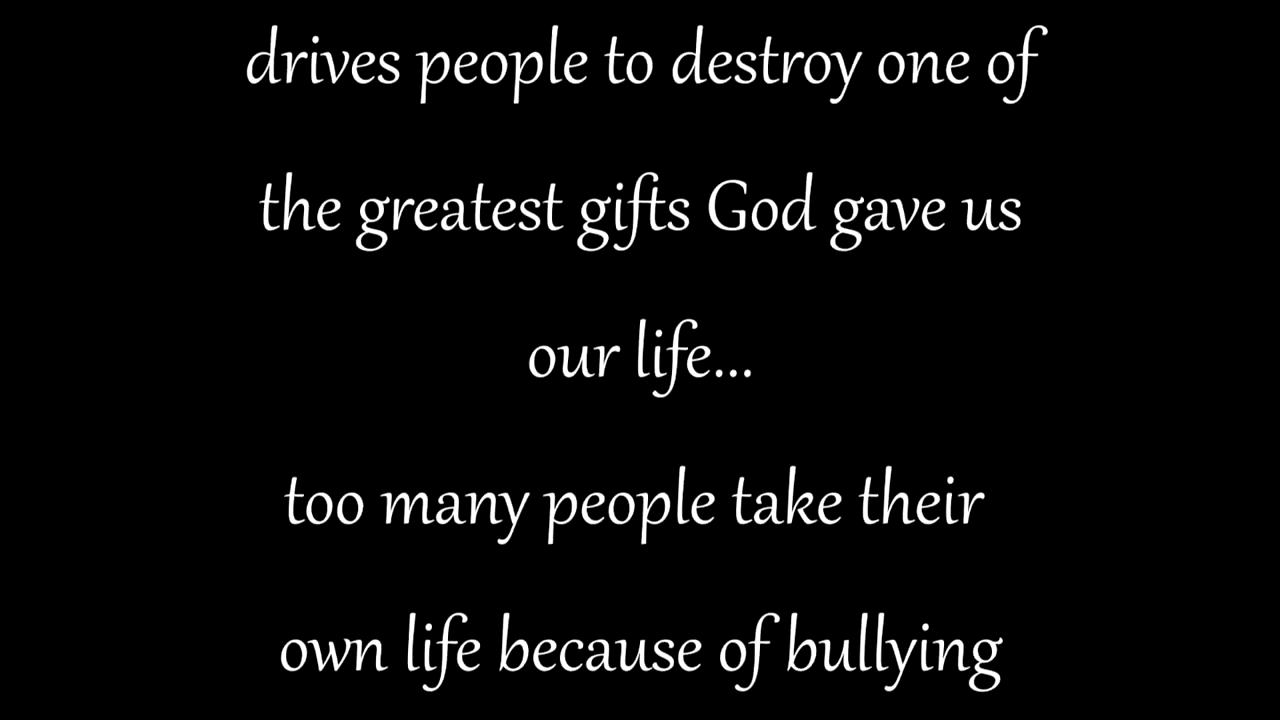 drives people to destroy one of
the greatest gifts God gave us
our life...
too many people take their
own life because of bullying